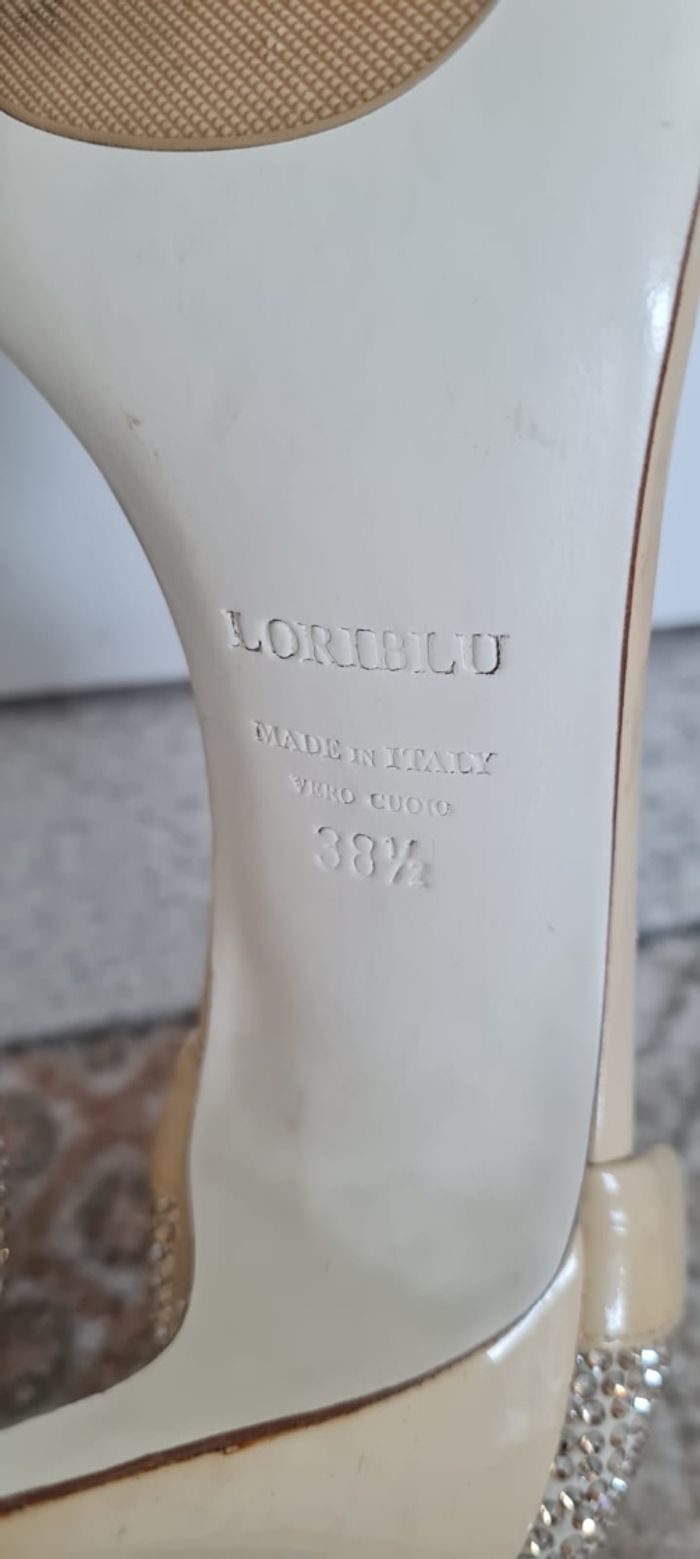 LORIBLU
MADE IN ITALY
VERO CUOIO
38½